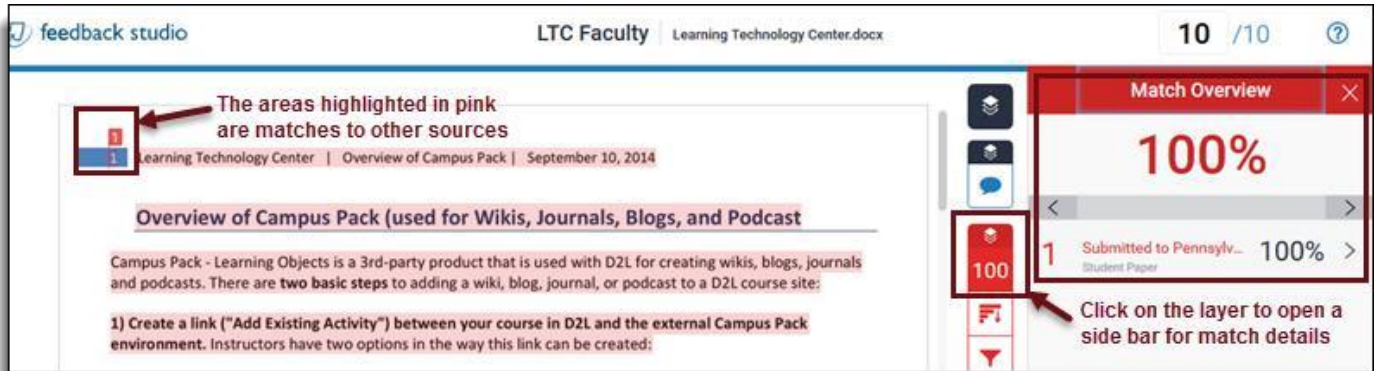 feedback studio
LTC Faculty
Learning Technology Center.docx
10 /10
?
The areas highlighted in pink
are matches to other sources
1
1
Learning Technology Center | Overview of Campus Pack | September 10, 2014
Overview of Campus Pack (used for Wikis, Journals, Blogs, and Podcast
Campus Pack - Learning Objects is a 3rd-party product that is used with D2L for creating wikis, blogs, journals
and podcasts. There are two basic steps to adding a wiki, blog, journal, or podcast to a D2L course site:
1) Create a link ("Add Existing Activity") between your course in D2L and the external Campus Pack
environment. Instructors have two options in the way this link can be created:
100
Match Overview
100%
1 Submitted to Pennsylv... 100%
Student Paper
Click on the layer to open a
side bar for match details